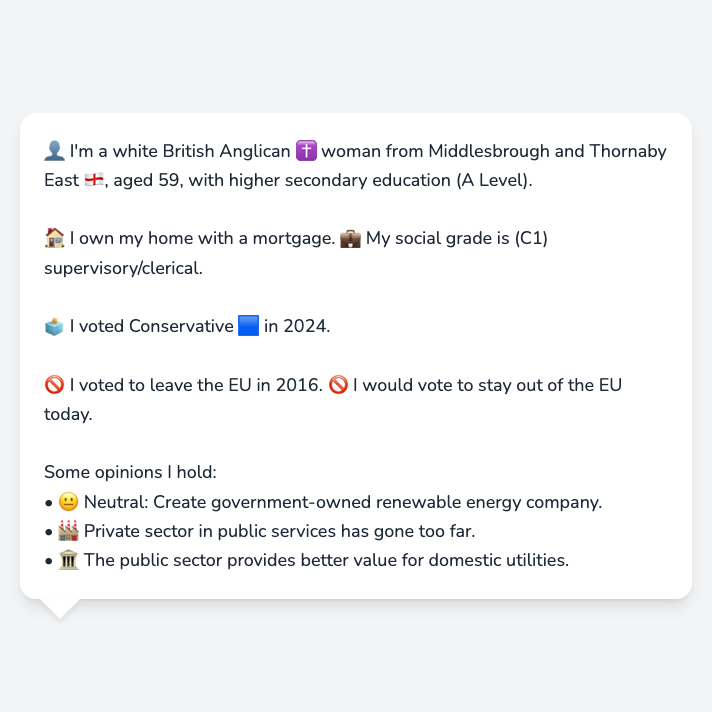 👤 I'm a white British Anglican ✝️ woman from Middlesbrough and Thornaby
East 🏴󠁧󠁢󠁥󠁮󠁧󠁿, aged 59, with higher secondary education (A Level).
🏠 I own my home with a mortgage. 💼 My social grade is (C1)
supervisory/clerical.
🗳️ I voted Conservative 🟦 in 2024.
🚫 I voted to leave the EU in 2016. 🚫 I would vote to stay out of the EU
today.
Some opinions I hold:
• 😐 Neutral: Create government-owned renewable energy company.
• 🏭 Private sector in public services has gone too far.
• 🏛️ The public sector provides better value for domestic utilities.